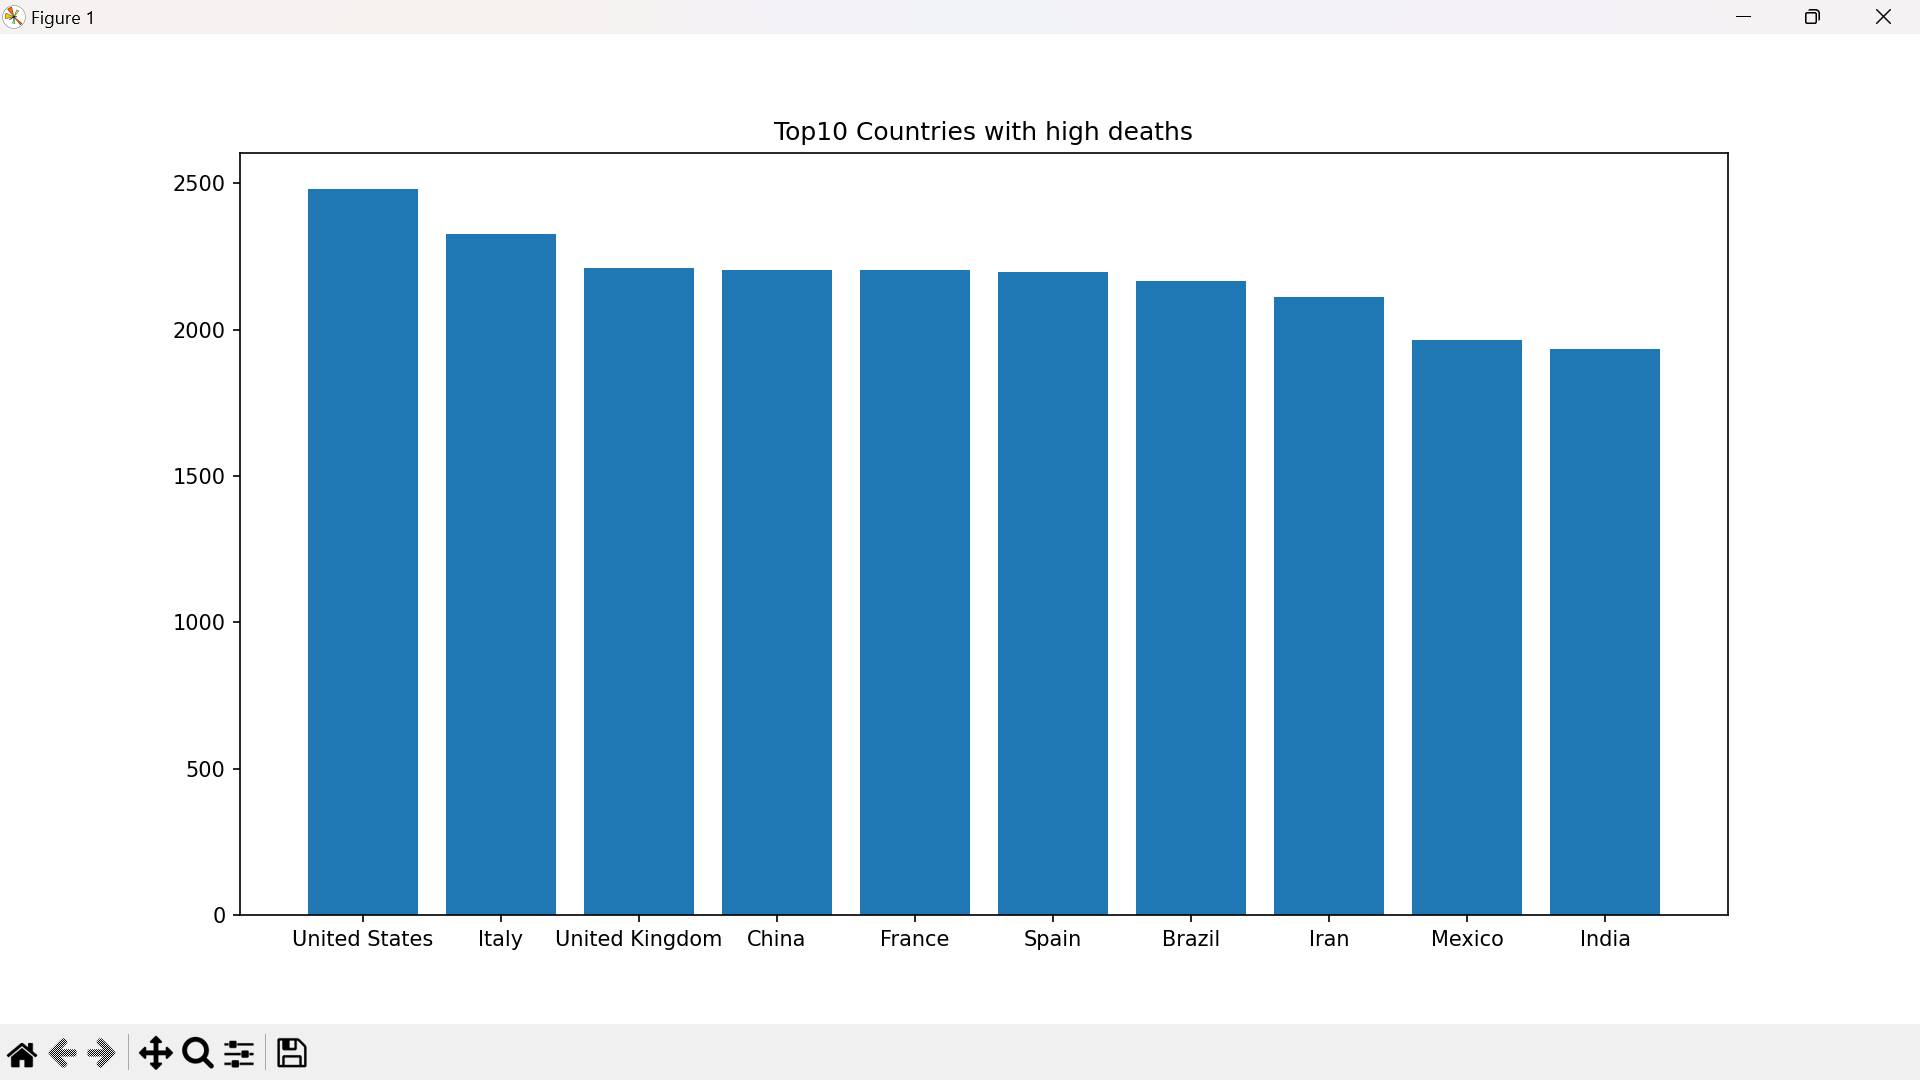 Figure 1
Top10 Countries with high deaths
2500
2000
1500
1000
500
0
United States Italy United Kingdom China France Spain Brazil Iran Mexico India